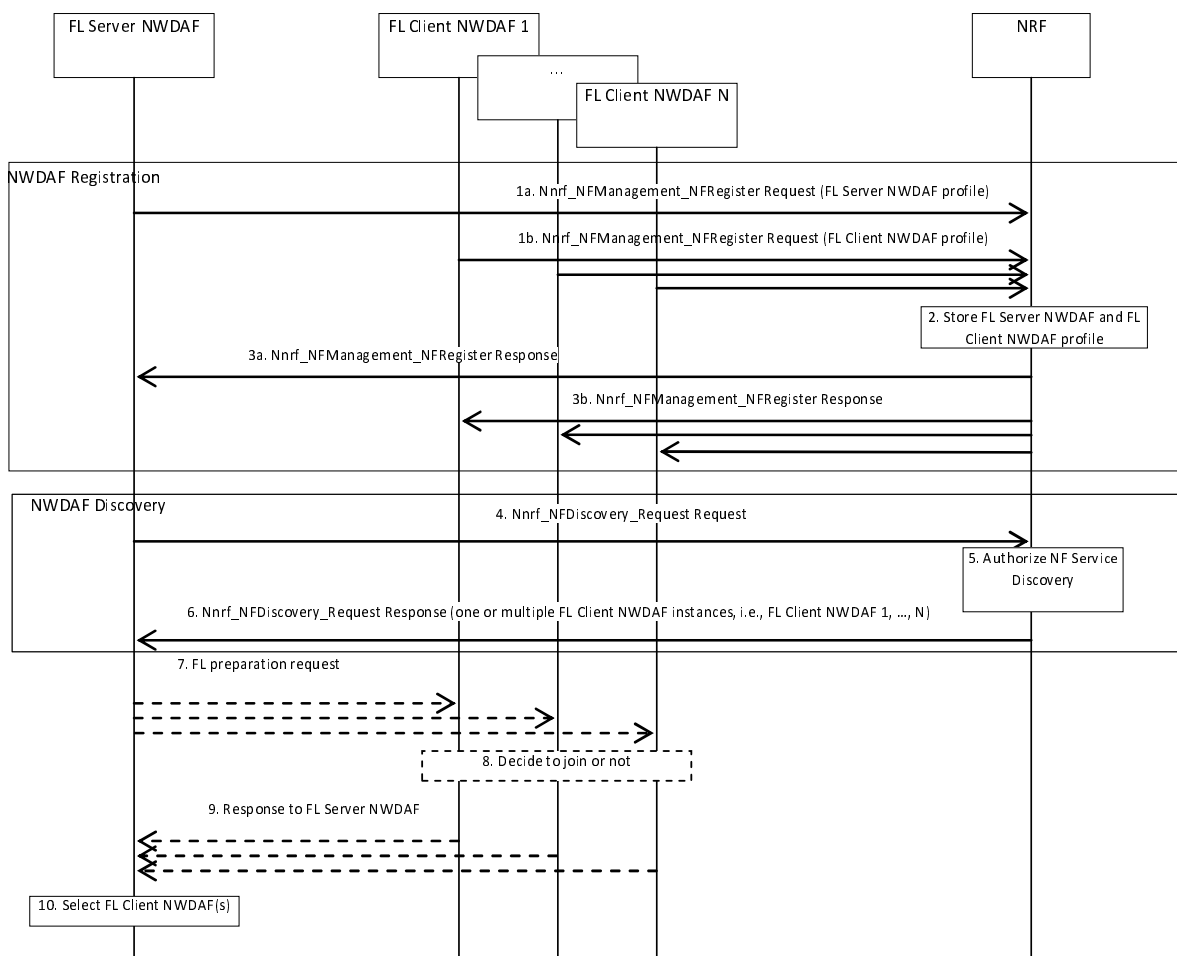 FL Server NWDAF
FL Client NWDAF 1
...
FL Client NWDAF N
NRF
NWDAF Registration
1a. Nnrf_NFManagement_NFRegister Request (FL Server NWDAF profile)
1b. Nnrf_NFManagement_NFRegister Request (FL Client NWDAF profile)
2. Store FL Server NWDAF and FL
Client NWDAF profile
3a. Nnrf_NFManagement_NFRegister Response
3b. Nnrf_NFManagement_NFRegister Response
NWDAF Discovery
4. Nnrf_NFDiscovery_Request Request
5. Authorize NF Service
Discovery
6. Nnrf_NFDiscovery_Request Response (one or multiple FL Client NWDAF instances, i.e., FL Client NWDAF 1, ..., N)
7. FL preparation request
8. Decide to join or not
9. Response to FL Server NWDAF
10. Select FL Client NWDAF(s)